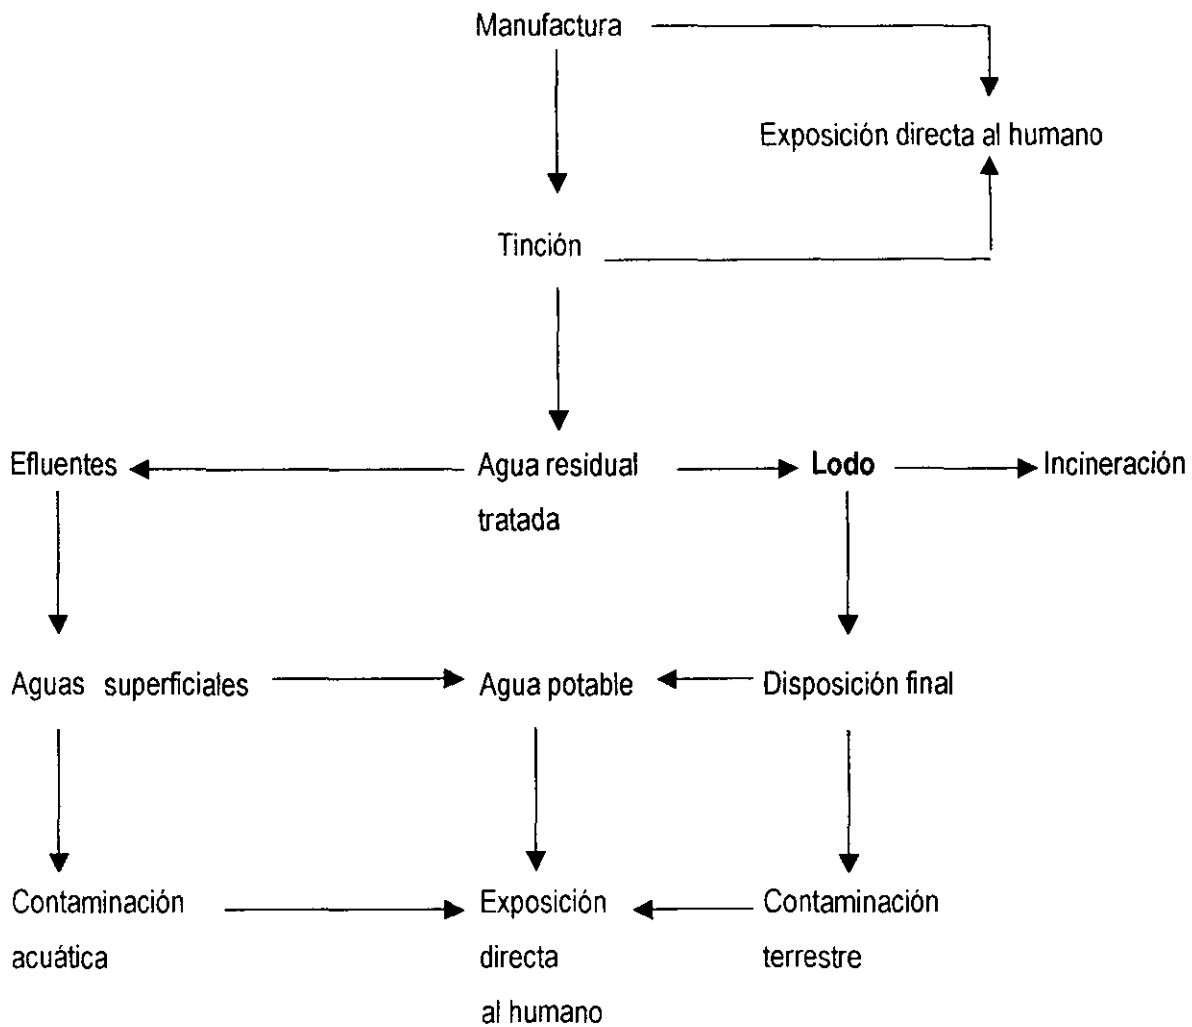 Manufactura
Exposición directa al humano
Tinción
Efluentes
Agua residual
tratada
Lodo
Incineración
Aguas superficiales
Agua potable
Disposición final
Contaminación
acuática
Exposición
directa
al humano
Contaminación
terrestre